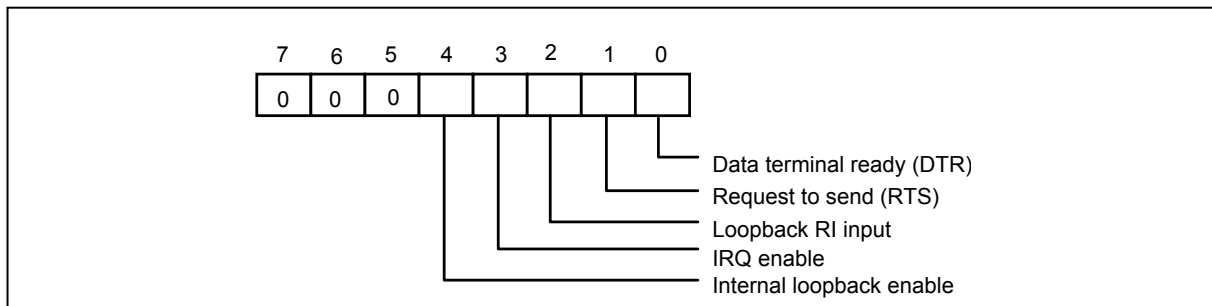 7 6 5 4 3 2 1 0
0 0 0
Data terminal ready (DTR)
Request to send (RTS)
Loopback RI input
IRQ enable
Internal loopback enable